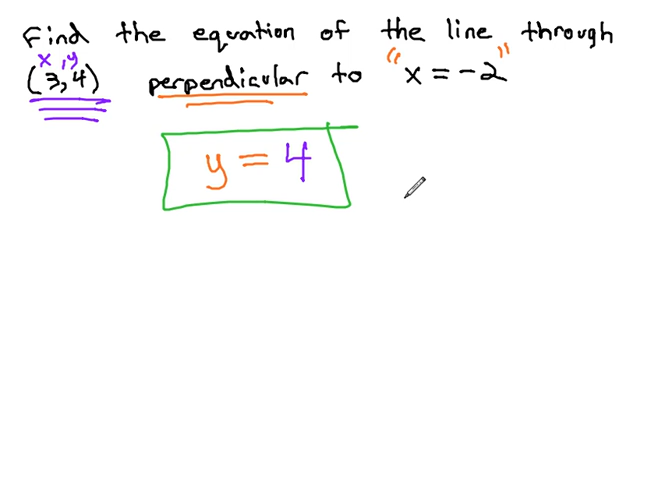 Find the equation of the line through
x, y
(3,4) perpendicular to "x = -2"
y = 4